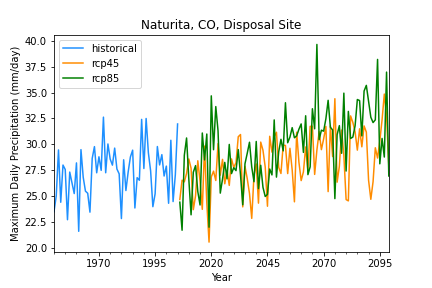 Naturita, CO, Disposal Site
historical
rcp45
rcp85
Maximum Daily Precipitation (mm/day)
40.0
37.5
35.0
32.5
30.0
27.5
25.0
22.5
20.0
1970 1995 2020 2045 2070 2095
Year